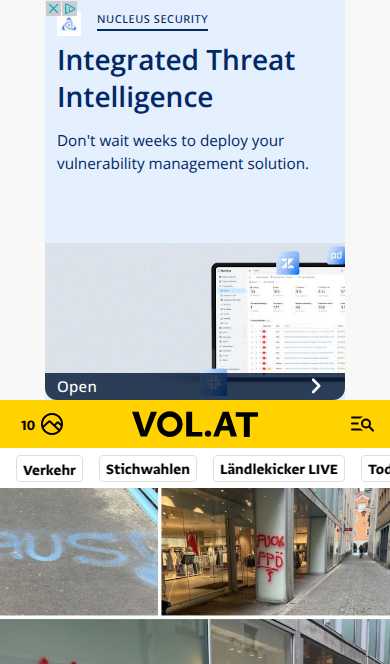 NUCLEUS SECURITY
Integrated Threat
Intelligence
Don't wait weeks to deploy your
vulnerability management solution.
pd
Open
10
VOL.AT
Verkehr
Stichwahlen
Ländlekicker LIVE
Tod
AUS
FUCK
FPÖ